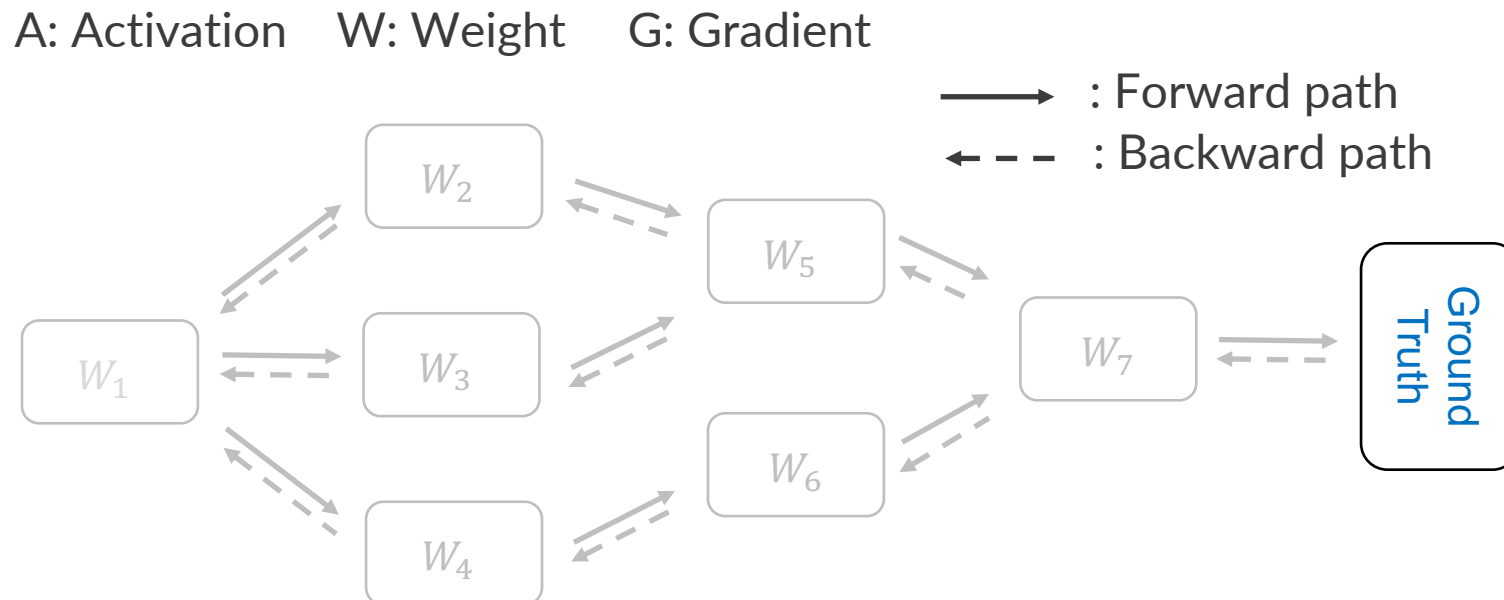 A: Activation W: Weight G: Gradient
: Forward path
: Backward path
W₂
W₅
Ground
Truth
W₁
W₃
W₇
W₆
W₄